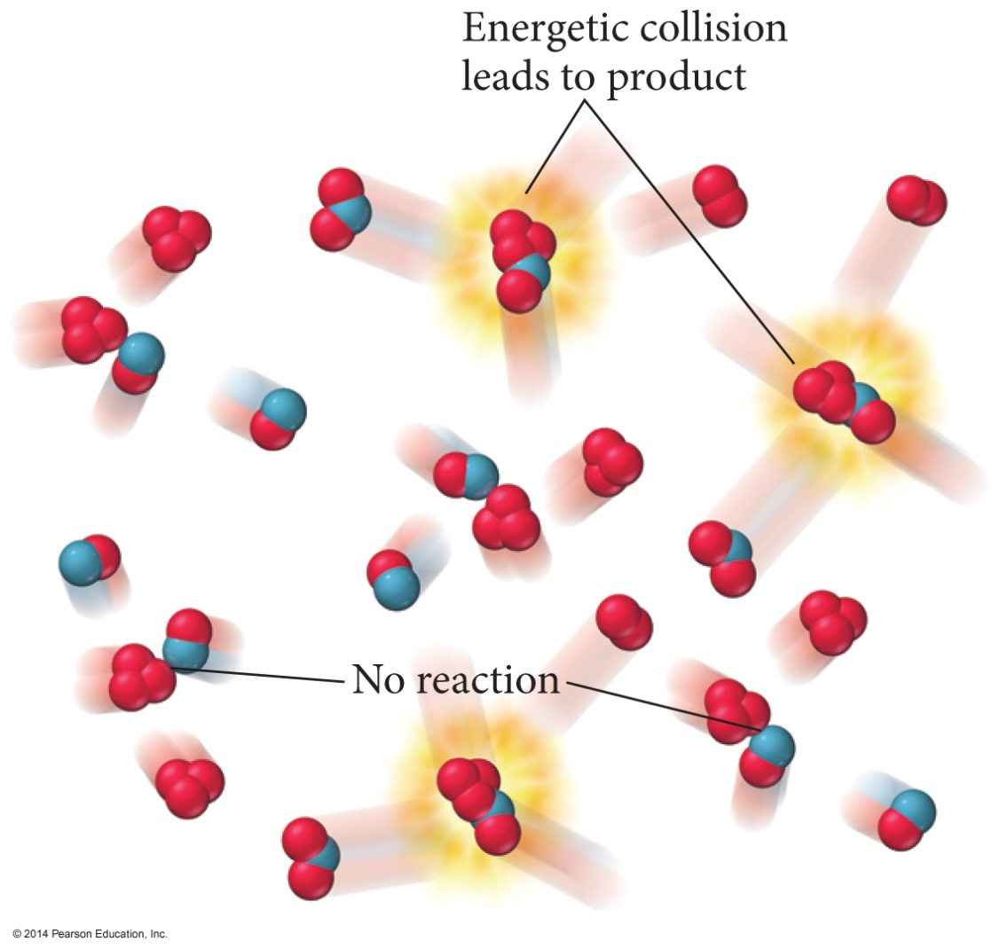 Energetic collision
leads to product
No reaction
© 2014 Pearson Education, Inc.